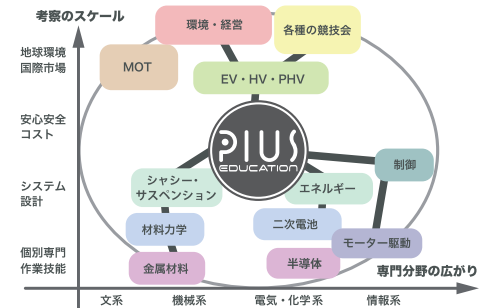 考察のスケール
環境・経営
各種の競技会
地球環境
国際市場
MOT
EV・HV・PHV
安心安全
コスト
PIUS
EDUCATION
制御
シャシー・
サスペンション
エネルギー
システム
設計
材料力学
二次電池
モーター駆動
個別専門
作業技能
金属材料
半導体
専門分野の広がり
文系
機械系
電気・化学系
情報系